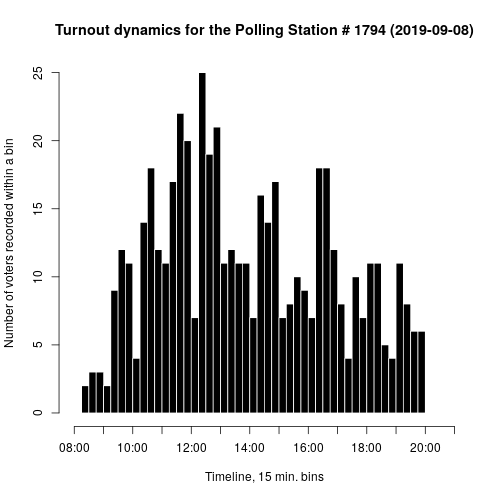 Turnout dynamics for the Polling Station # 1794 (2019-09-08)
Number of voters recorded within a bin
25
20
15
10
5
0
08:00 10:00 12:00 14:00 16:00 18:00 20:00
Timeline, 15 min. bins